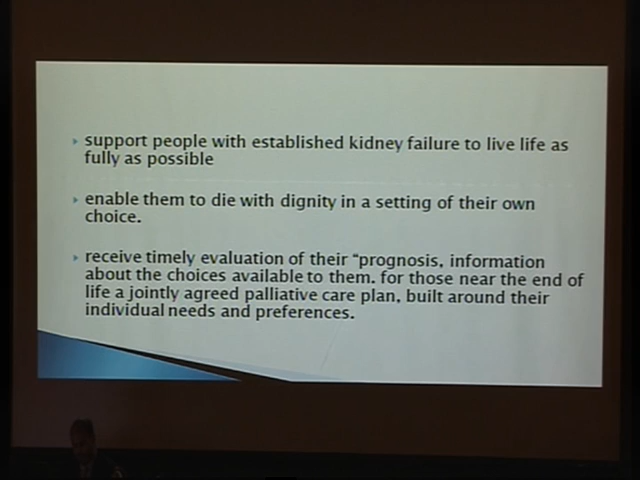 support people with established kidney failure to live life as
fully as possible
enable them to die with dignity in a setting of their own
choice.
receive timely evaluation of their "prognosis, information
about the choices available to them. for those near the end of
life a jointly agreed palliative care plan, built around their
individual needs and preferences.